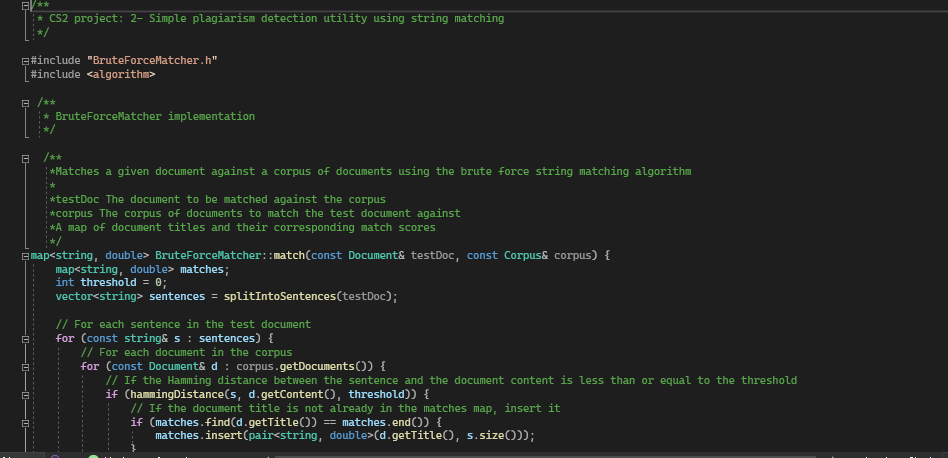 /**
 * CS2 project: 2- Simple plagiarism detection utility using string matching
 */
#include "BruteForceMatcher.h"
#include <algorithm>
/**
 * BruteForceMatcher implementation
 */
/**
*Matches a given document against a corpus of documents using the brute force string matching algorithm
*
*testDoc The document to be matched against the corpus
*corpus The corpus of documents to match the test document against
*A map of document titles and their corresponding match scores
*/
map<string, double> BruteForceMatcher::match(const Document& testDoc, const Corpus& corpus) {
map<string, double> matches;
int threshold = 0;
vector<string> sentences = splitIntoSentences(testDoc);
// For each sentence in the test document
for (const string& s : sentences) {
// For each document in the corpus
for (const Document& d : corpus.getDocuments()) {
// If the Hamming distance between the sentence and the document content is less than or equal to the threshold
if (hammingDistance(s, d.getContent(), threshold)) {
// If the document title is not already in the matches map, insert it
if (matches.find(d.getTitle()) == matches.end()) {
matches.insert(pair<string, double>(d.getTitle(), s.size()));
}